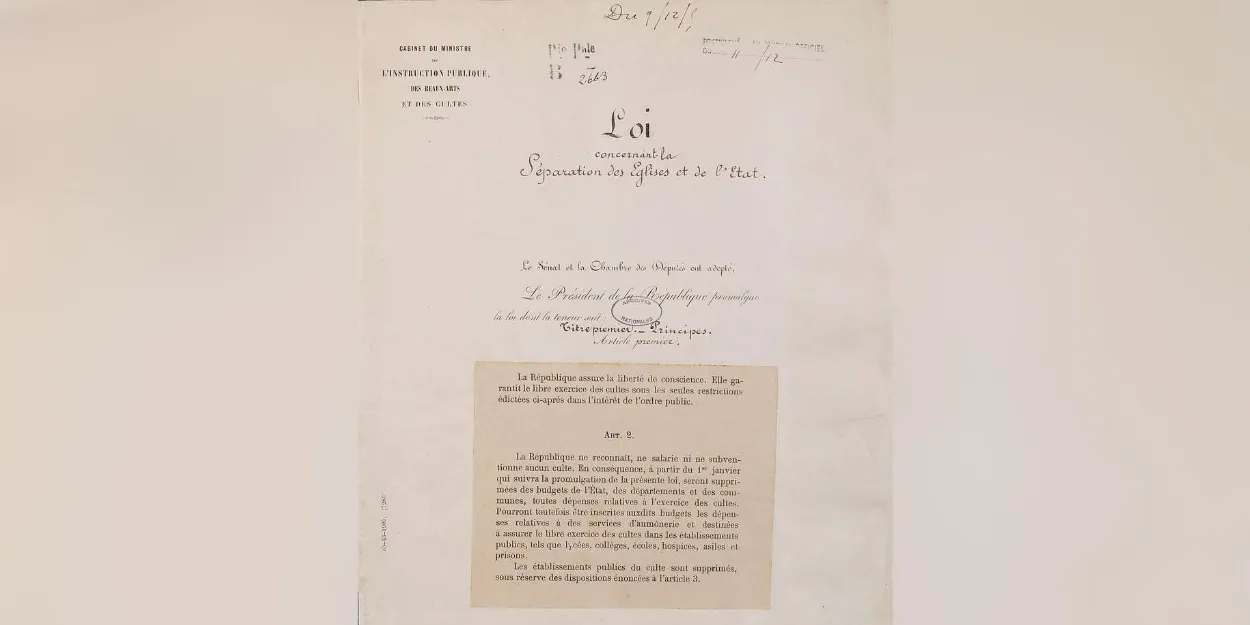 Du 9/12/5
CABINET DU MINISTRE
DE
L'INSTRUCTION PUBLIQUE,
DES BEAUX-ARTS
ET DES CULTES
B 2663
DU 11/12
Loi
concernant la
Séparation des Eglises et de l'Etat.
Le Sénat et la Chambre des Députés ont adopté,
Le Président de la République promulgue
la loi dont la teneur suit :
ARCHIVES
NATIONALES
Titre premier. _ Principes.
Article premier.
La République assure la liberté de conscience. Elle ga-
rantit le libre exercice des cultes sous les seules restrictions
édictées ci-après dans l'intérêt de l'ordre public.
ART. 2.
La République ne reconnaît, ne salarie ni ne subven-
tionne aucun culte. En conséquence, à partir du 1er janvier
qui suivra la promulgation de la présente loi, seront suppri-
mées des budgets de l'État, des départements et des com-
munes, toutes dépenses relatives à l'exercice des cultes.
Pourront toutefois être inscrites auxdits budgets les dépen-
ses relatives à des services d'aumônerie et destinées
à assurer le libre exercice des cultes dans les établissements
publics, tels que lycées, collèges, écoles, hospices, asiles et
prisons.
Les établissements publics du culte sont supprimés,
sous réserve des dispositions énoncées à l'article 3.